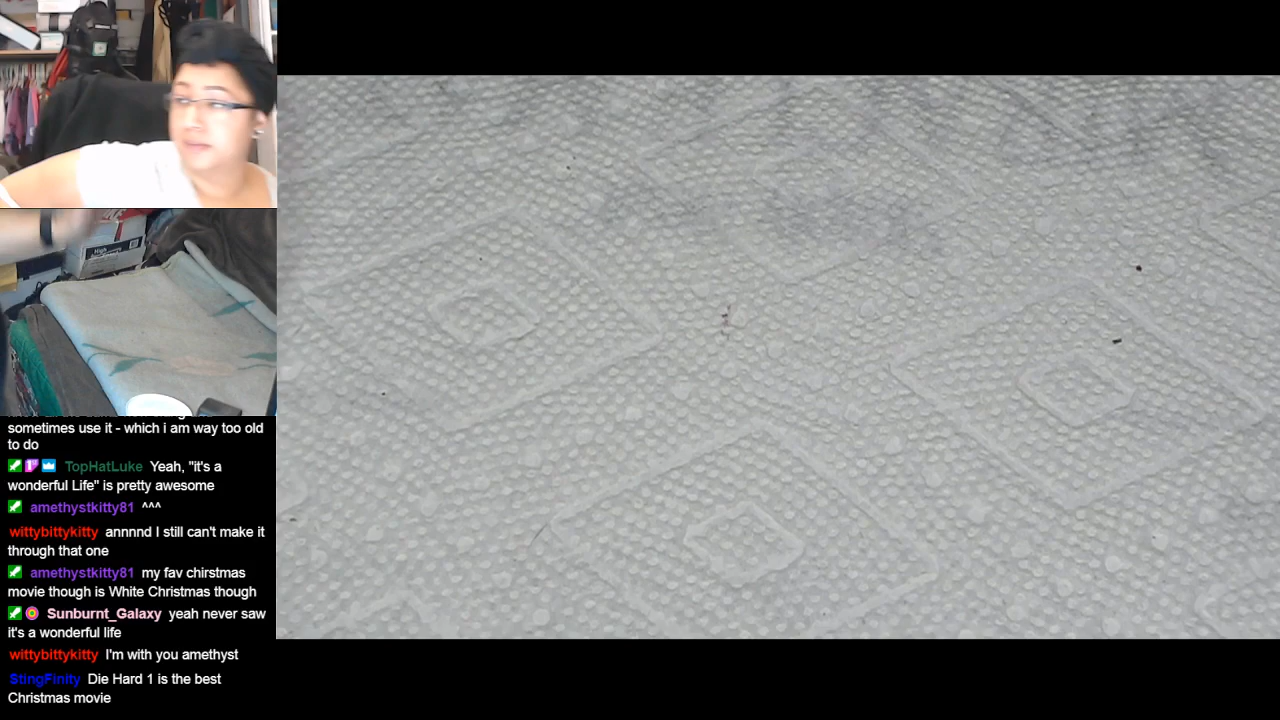 High
sometimes use it - which i am way too old
to do
TopHatLuke Yeah, "it's a
wonderful Life" is pretty awesome
amethystkitty81 ^^^
wittybittykitty annnnd I still can't make it
through that one
amethystkitty81 my fav chirstmas
movie though is White Christmas though
Sunburnt_Galaxy yeah never saw
it's a wonderful life
wittybittykitty I'm with you amethyst
StingFinity Die Hard 1 is the best
Christmas movie